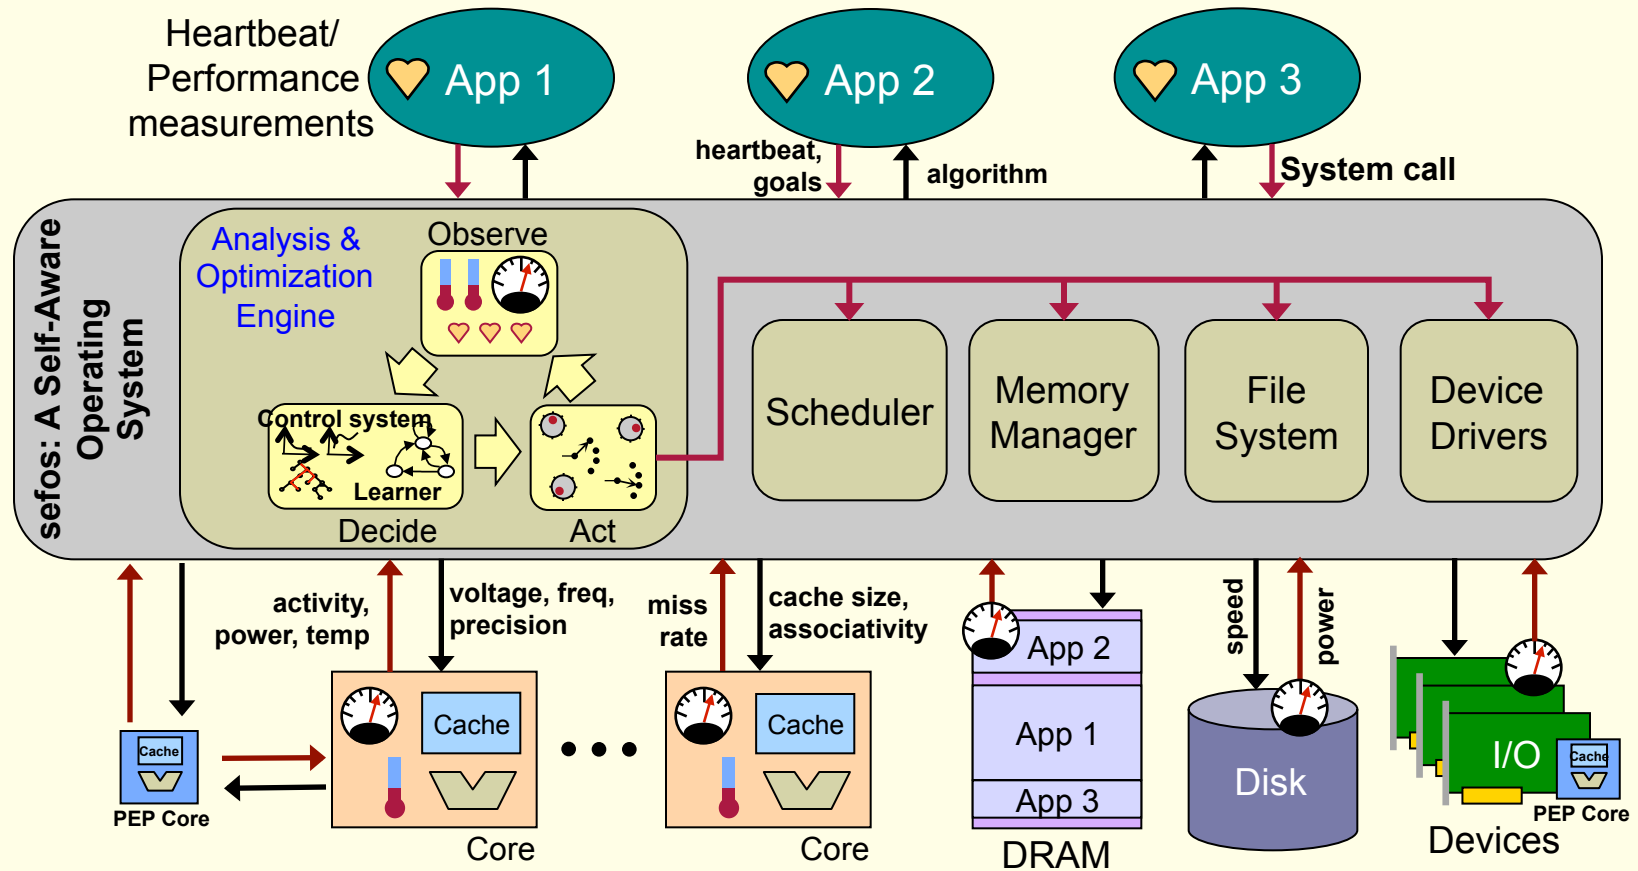 Heartbeat/
Performance
measurements
App 1
App 2
App 3
heartbeat,
goals
algorithm
System call
sefos: A Self-Aware
Operating
System
Analysis &
Optimization
Engine
Observe
Control system
Learner
Decide
Act
Scheduler
Memory
Manager
File
System
Device
Drivers
activity,
power, temp
voltage, freq,
precision
miss
rate
cache size,
associativity
speed
power
Cache
PEP Core
Cache
Core
Cache
Core
App 2
App 1
App 3
DRAM
Disk
I/O
Cache
PEP Core
Devices